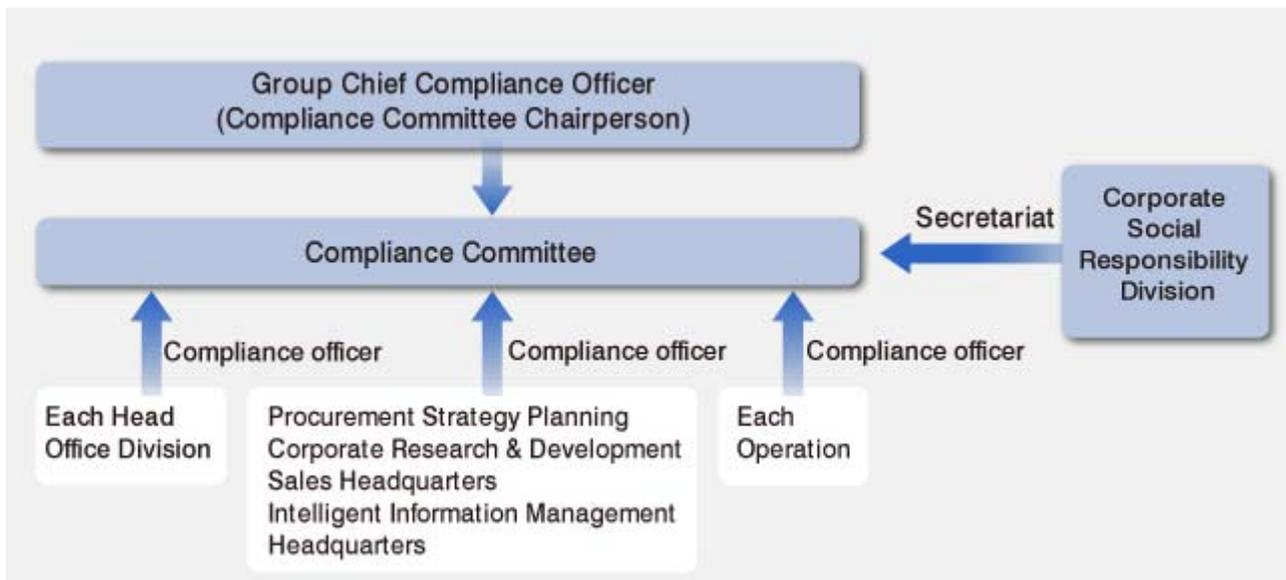 Group Chief Compliance Officer
(Compliance Committee Chairperson)
Compliance Committee
Secretariat
Corporate
Social
Responsibility
Division
Compliance officer
Compliance officer
Compliance officer
Each Head
Office Division
Procurement Strategy Planning
Corporate Research & Development
Sales Headquarters
Intelligent Information Management
Headquarters
Each
Operation